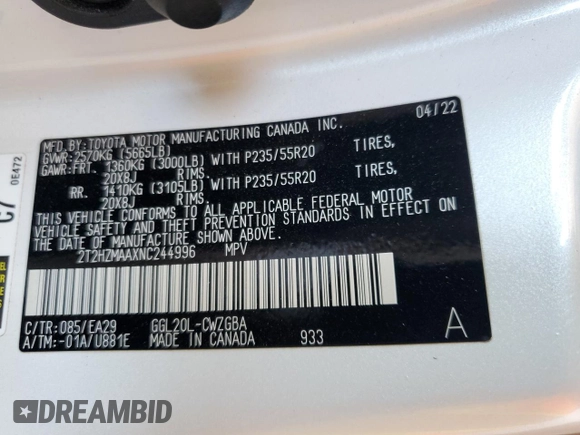 MFD. BY: TOYOTA MOTOR MANUFACTURING CANADA INC. 04/22
GVWR: 2570KG (5665LB)
GAWR: FRT. 1360KG (3000LB) WITH P235/55R20 TIRES,
20X8J RIMS.
RR. 1410KG (3105LB) WITH P235/55R20 TIRES,
20X8J RIMS.
THIS VEHICLE CONFORMS TO ALL APPLICABLE FEDERAL MOTOR
VEHICLE SAFETY AND THEFT PREVENTION STANDARDS IN EFFECT ON
THE DATE OF MANUFACTURE SHOWN ABOVE.
2T2HZMAAXNC244996 MPV
C/TR: 085/EA29 GGL20L-CWZGBA
A/TM: -01A/U881E MADE IN CANADA 933 A
0E472
C7
DREAMBID